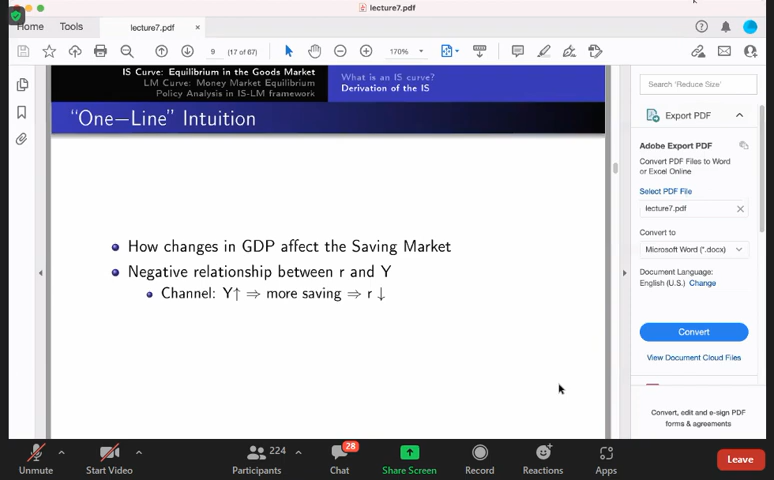 lecture7.pdf
Home
Tools
lecture7.pdf
×
9
(17 of 67)
170%
IS Curve: Equilibrium in the Goods Market
LM Curve: Money Market Equilibrium
Policy Analysis in IS-LM framework
What is an IS curve?
Derivation of the IS
“One−Line” Intuition
How changes in GDP affect the Saving Market
Negative relationship between r and Y
Channel: Y↑ ⇒ more saving ⇒ r ↓
Search 'Reduce Size'
Export PDF
Adobe Export PDF
Convert PDF Files to Word
or Excel Online
Select PDF File
lecture7.pdf
Convert to
Microsoft Word (*.docx)
Document Language:
English (U.S.) Change
Convert
View Document Cloud Files
Convert, edit and e-sign PDF
forms & agreements
Unmute
Start Video
224
Participants
28
Chat
Share Screen
Record
Reactions
Apps
Leave